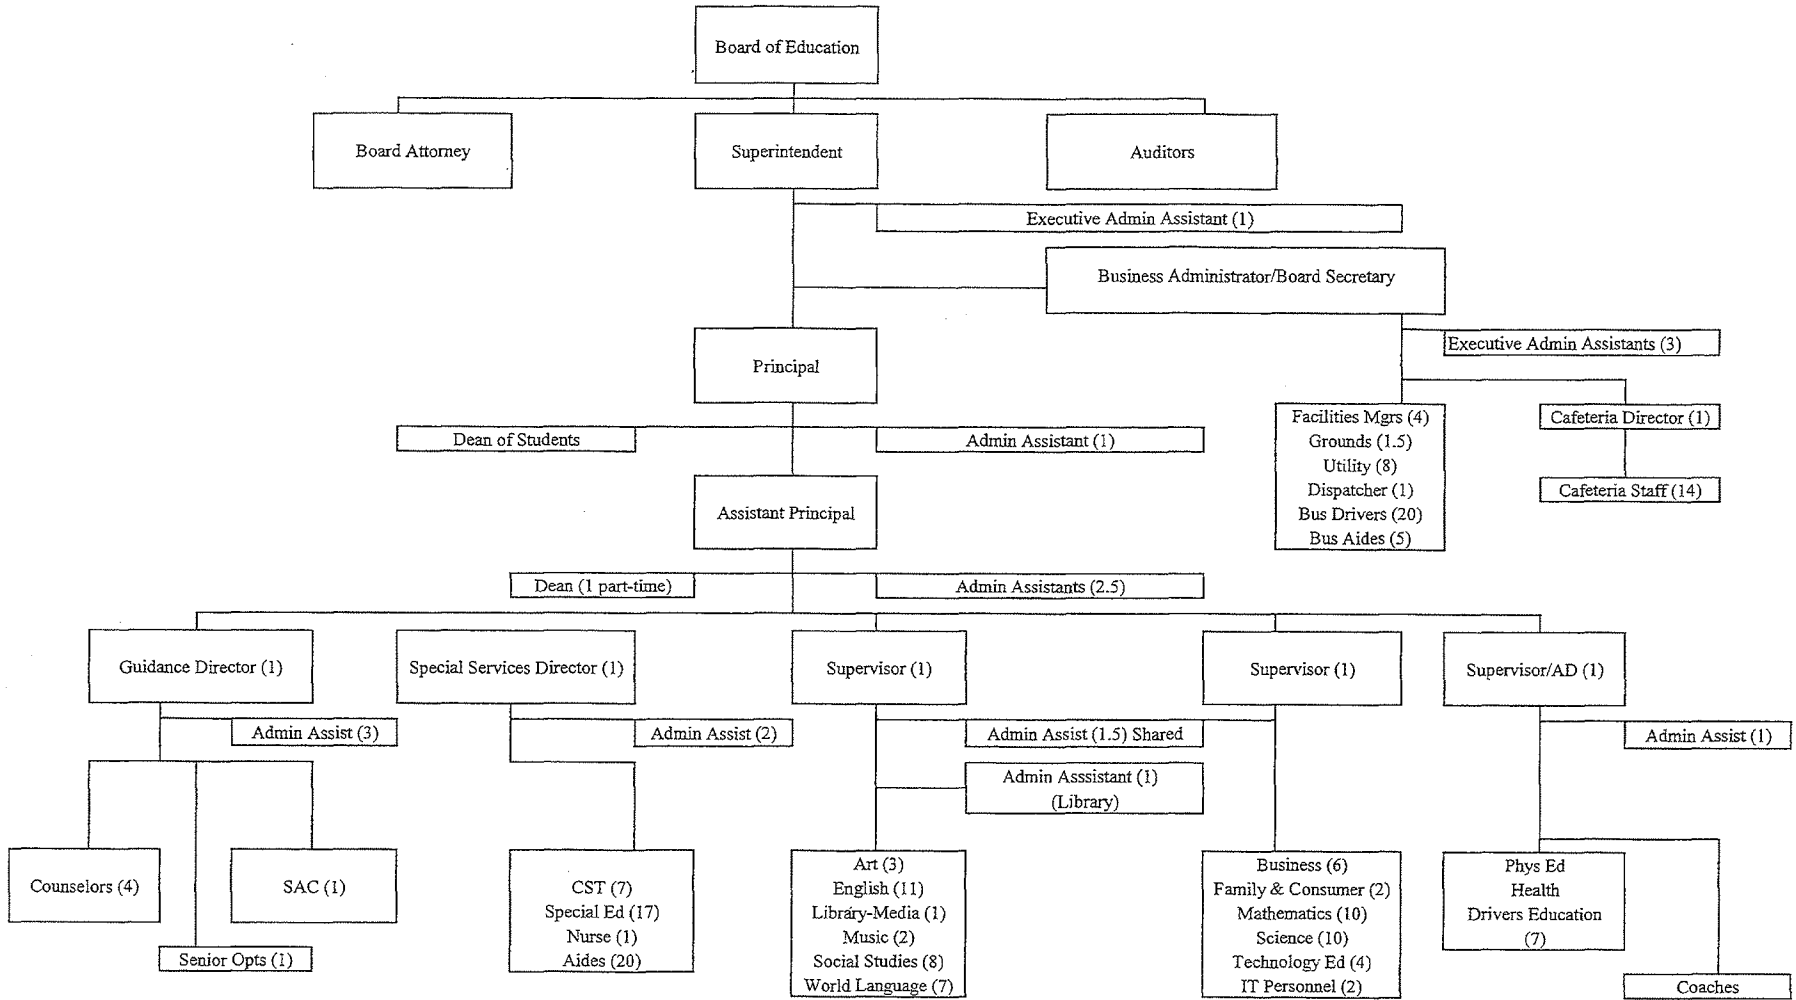 Board of Education
Board Attorney
Superintendent
Auditors
Executive Admin Assistant (1)
Business Administrator/Board Secretary
Executive Admin Assistants (3)
Principal
Facilities Mgrs (4)
Grounds (1.5)
Utility (8)
Dispatcher (1)
Bus Drivers (20)
Bus Aides (5)
Cafeteria Director (1)
Cafeteria Staff (14)
Dean of Students
Admin Assistant (1)
Assistant Principal
Dean (1 part-time)
Admin Assistants (2.5)
Guidance Director (1)
Special Services Director (1)
Supervisor (1)
Supervisor (1)
Supervisor/AD (1)
Admin Assist (3)
Admin Assist (2)
Admin Assist (1.5) Shared
Admin Assist (1)
Admin Asssistant (1)
(Library)
Counselors (4)
SAC (1)
Senior Opts (1)
CST (7)
Special Ed (17)
Nurse (1)
Aides (20)
Art (3)
English (11)
Library-Media (1)
Music (2)
Social Studies (8)
World Language (7)
Business (6)
Family & Consumer (2)
Mathematics (10)
Science (10)
Technology Ed (4)
IT Personnel (2)
Phys Ed
Health
Drivers Education
(7)
Coaches